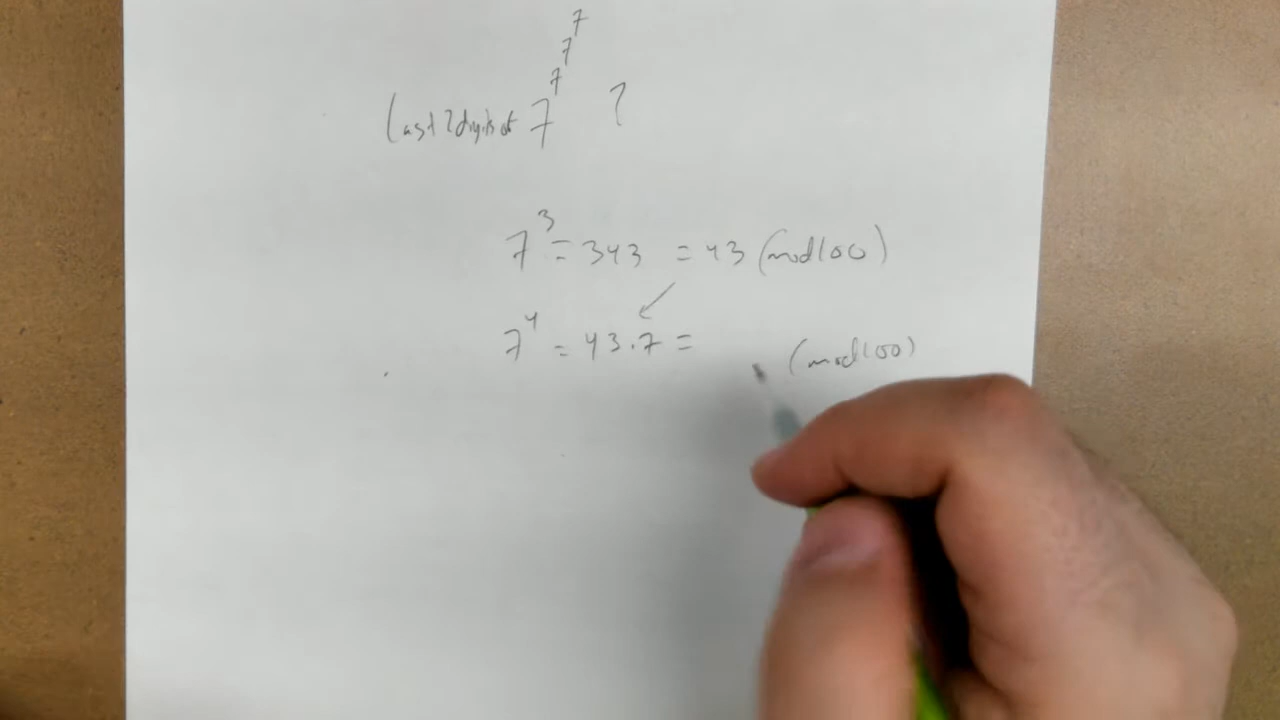 Last 2 digits of 7^7^7^7 ?
7^3 = 343 = 43 (mod 100)
7^4 = 43.7 = (mod 100)